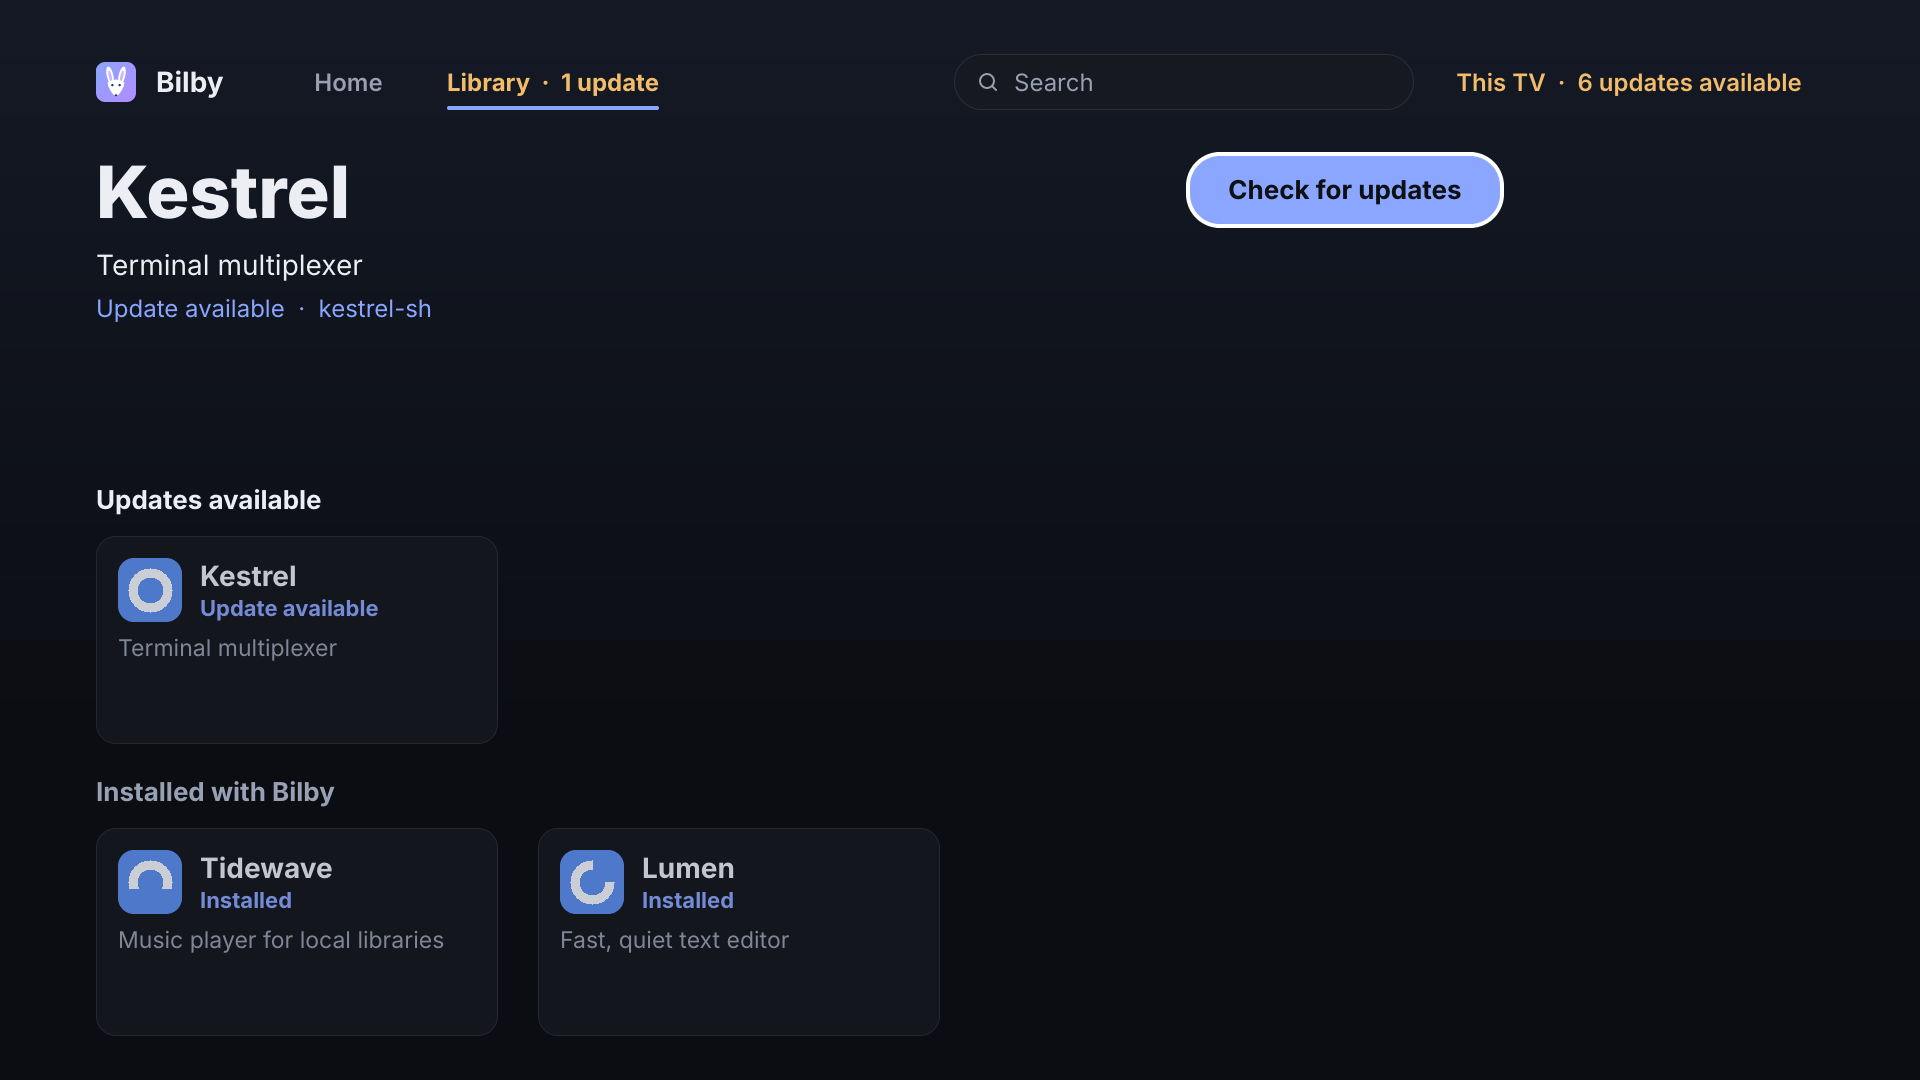 Bilby
Home
Library · 1 update
Search
This TV · 6 updates available
Kestrel
Check for updates
Terminal multiplexer
Update available · kestrel-sh
Updates available
Kestrel
Update available
Terminal multiplexer
Installed with Bilby
Tidewave
Installed
Music player for local libraries
Lumen
Installed
Fast, quiet text editor